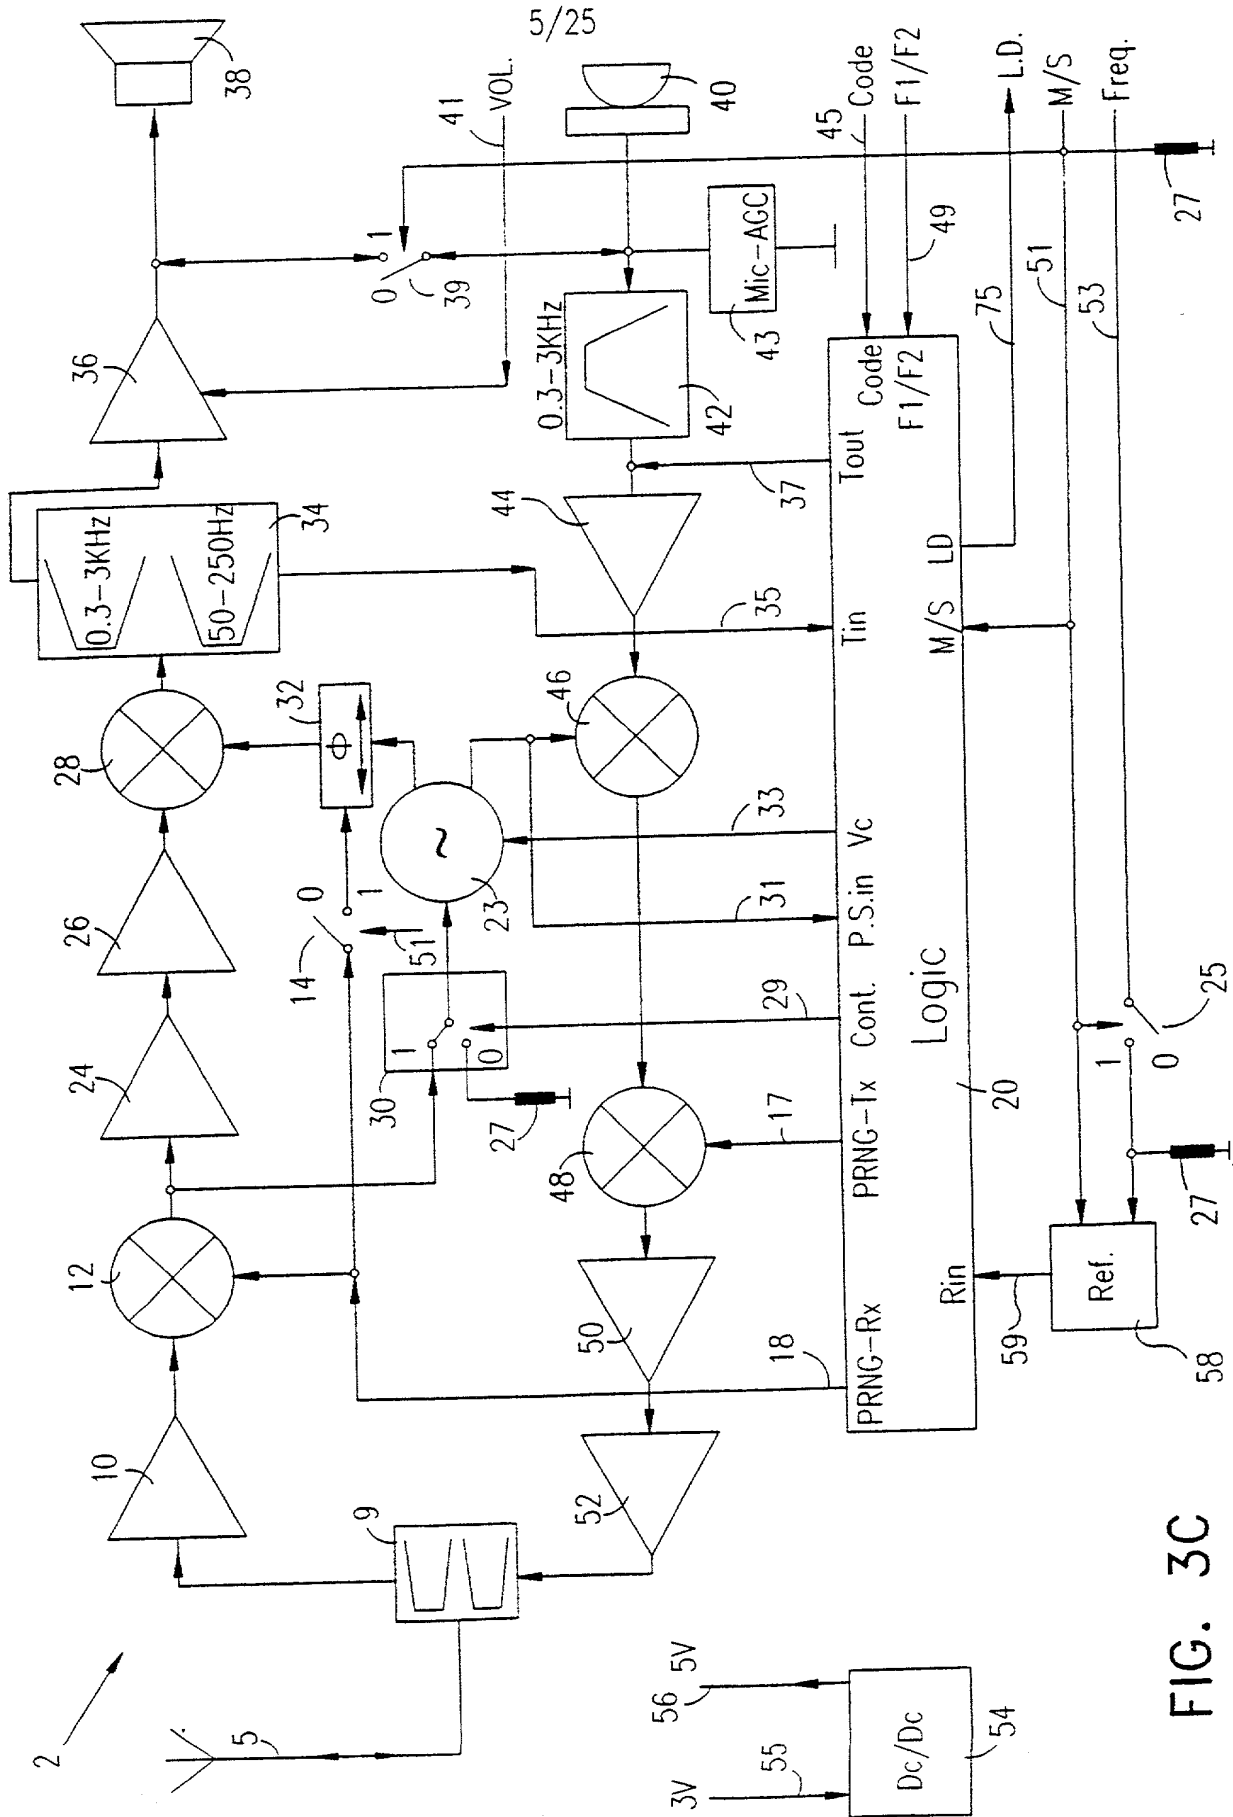 5/25
2
5
9
10
12
24
26
28
0.3-3KHz
50-250Hz
34
36
38
VOL.
41
40
0
1
39
Mic-AGC
43
0.3-3KHz
42
44
37
35
46
32
ϕ
14
0
1
51
~
23
30
1
0
27
33
31
29
17
48
18
50
52
PRNG-Rx
PRNG-Tx
Cont.
P.S.in
Vc
Tin
Tout
Code
F1/F2
Logic
20
Rin
M/S
LD
45
Code
F1/F2
49
L.D.
75
M/S
51
Freq.
53
27
1
0
25
27
Ref.
58
59
3V
55
56
5V
Dc/Dc
54
FIG. 3C